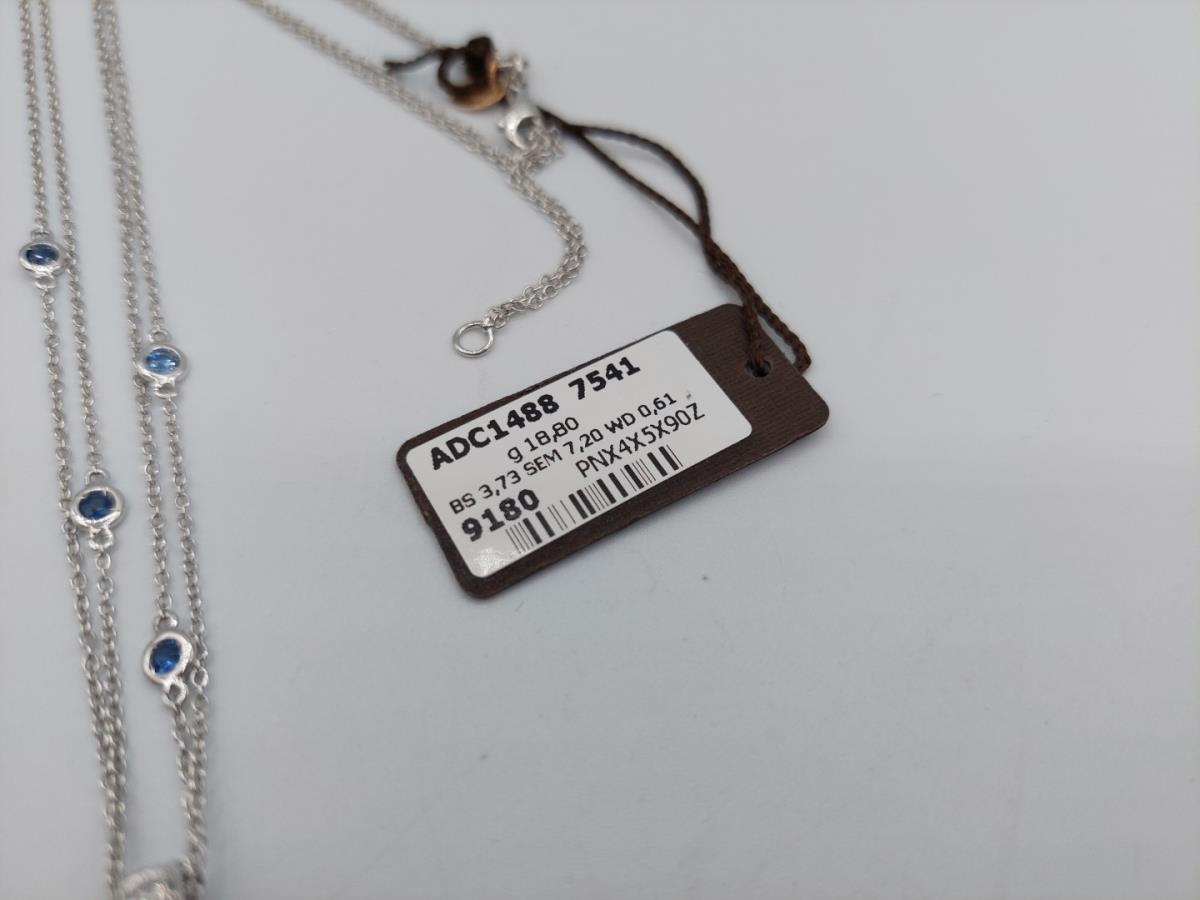 ADC1488 7541
g 18,80
BS 3,73 SEM 7,20 WD 0,61
PNX4X5X90Z
9180